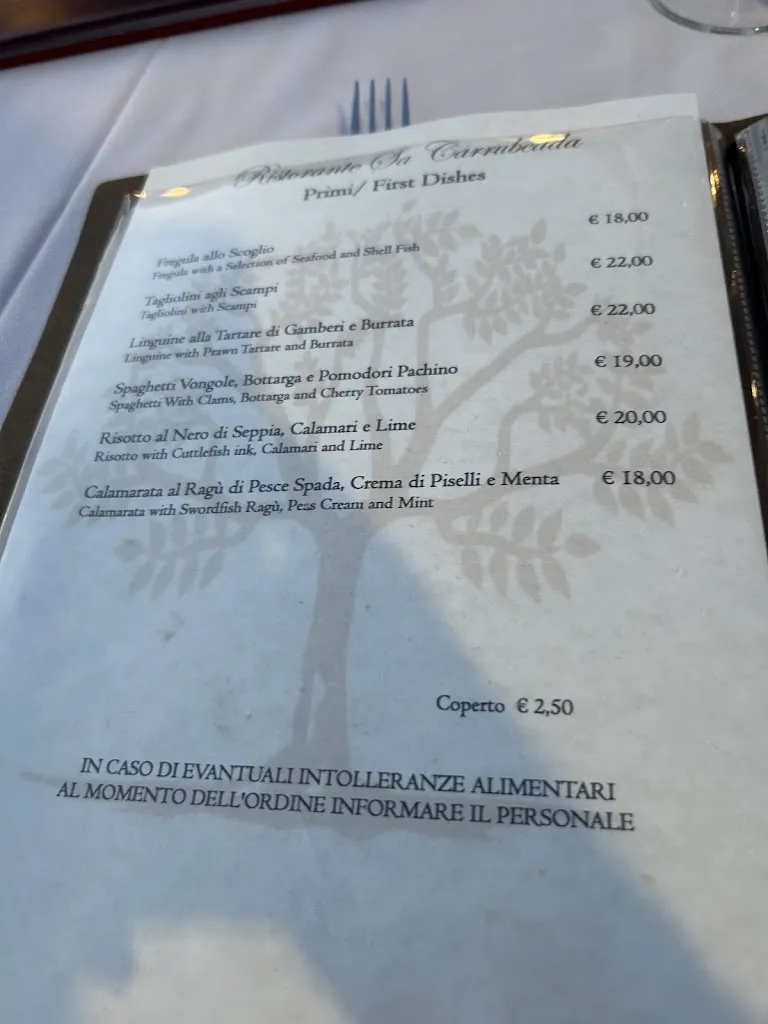 Ristorante Sa Carrubeada
Primi/ First Dishes
Fregula allo Scoglio € 18,00
Fregula with a Selection of Seafood and Shell Fish
Tagliolini agli Scampi € 22,00
Tagliolini with Scampi
Linguine alla Tartare di Gamberi e Burrata € 22,00
Linguine with Prawn Tartare and Burrata
Spaghetti Vongole, Bottarga e Pomodori Pachino € 19,00
Spaghetti With Clams, Bottarga and Cherry Tomatoes
Risotto al Nero di Seppia, Calamari e Lime € 20,00
Risotto with Cuttlefish ink, Calamari and Lime
Calamarata al Ragù di Pesce Spada, Crema di Piselli e Menta € 18,00
Calamarata with Swordfish Ragù, Peas Cream and Mint
Coperto € 2,50
IN CASO DI EVANTUALI INTOLLERANZE ALIMENTARI
AL MOMENTO DELL'ORDINE INFORMARE IL PERSONALE